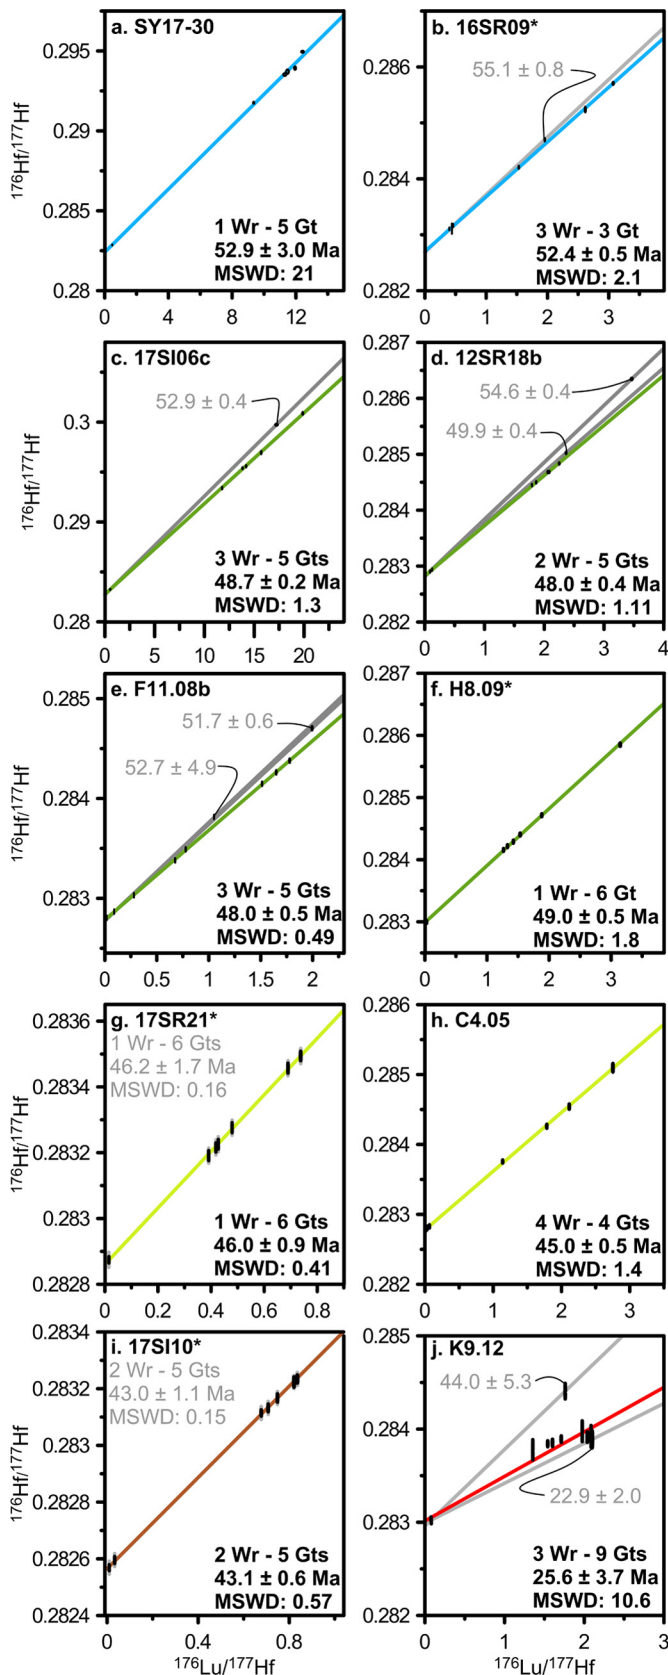 a. SY17-30
0.295
0.29
0.285
0.28
176Hf/177Hf
1 Wr - 5 Gt
52.9 ± 3.0 Ma
MSWD: 21
0
4
8
12
b. 16SR09*
0.286
0.284
0.282
55.1 ± 0.8
3 Wr - 3 Gt
52.4 ± 0.5 Ma
MSWD: 2.1
0
1
2
3
c. 17SI06c
0.3
0.29
0.28
176Hf/177Hf
52.9 ± 0.4
3 Wr - 5 Gts
48.7 ± 0.2 Ma
MSWD: 1.3
0
5
10
15
20
d. 12SR18b
0.287
0.286
0.285
0.284
0.283
0.282
54.6 ± 0.4
49.9 ± 0.4
2 Wr - 5 Gts
48.0 ± 0.4 Ma
MSWD: 1.11
0
1
2
3
4
e. F11.08b
0.285
0.284
0.283
176Hf/177Hf
51.7 ± 0.6
52.7 ± 4.9
3 Wr - 5 Gts
48.0 ± 0.5 Ma
MSWD: 0.49
0
0.5
1
1.5
2
f. H8.09*
0.287
0.286
0.285
0.284
0.283
1 Wr - 6 Gt
49.0 ± 0.5 Ma
MSWD: 1.8
0
1
2
3
g. 17SR21*
1 Wr - 6 Gts
46.2 ± 1.7 Ma
MSWD: 0.16
0.2836
0.2834
0.2832
0.283
0.2828
176Hf/177Hf
1 Wr - 6 Gts
46.0 ± 0.9 Ma
MSWD: 0.41
0
0.2
0.4
0.6
0.8
h. C4.05
0.286
0.285
0.284
0.283
0.282
4 Wr - 4 Gts
45.0 ± 0.5 Ma
MSWD: 1.4
0
1
2
3
i. 17SI10*
2 Wr - 5 Gts
43.0 ± 1.1 Ma
MSWD: 0.15
0.2834
0.2832
0.283
0.2828
0.2826
0.2824
176Hf/177Hf
2 Wr - 5 Gts
43.1 ± 0.6 Ma
MSWD: 0.57
0
0.4
0.8
176Lu/177Hf
j. K9.12
0.285
0.284
0.283
0.282
44.0 ± 5.3
22.9 ± 2.0
3 Wr - 9 Gts
25.6 ± 3.7 Ma
MSWD: 10.6
0
1
2
3
176Lu/177Hf